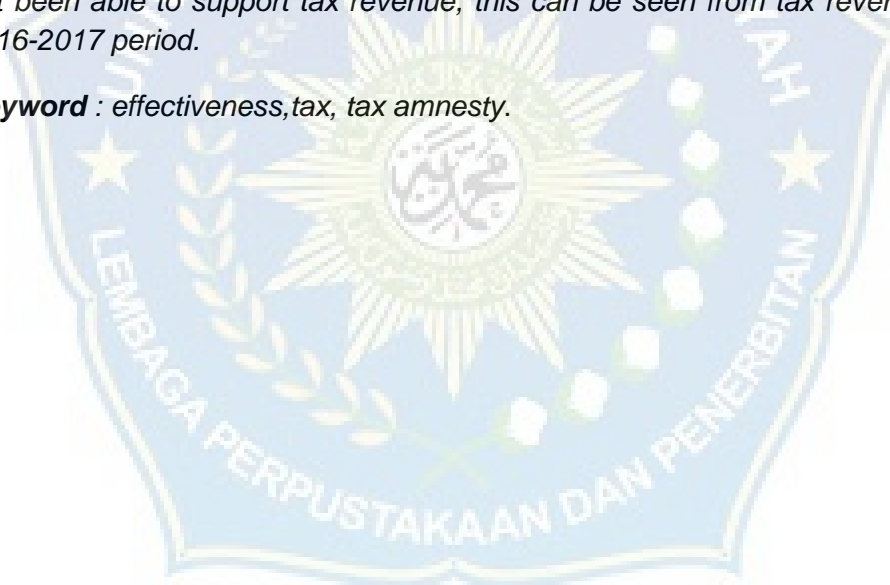 been able to support tax revenue, this can be seen from tax reven
16-2017 period.
yword : effectiveness,tax, tax amnesty.
LEMBAGA PERPUSTAKAAN DAN PENERBITAN